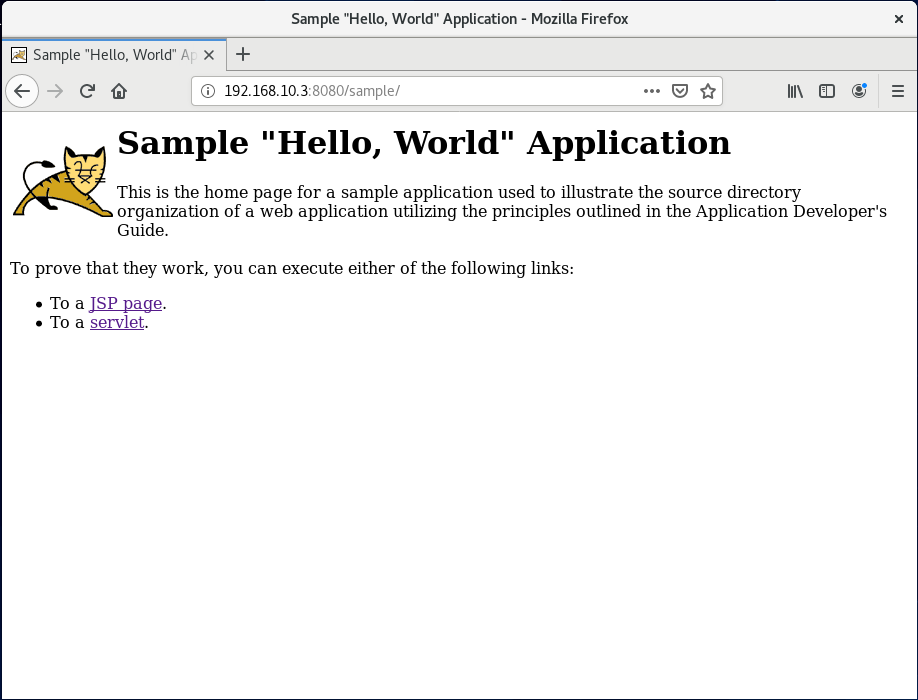 Sample "Hello, World" Application - Mozilla Firefox
Sample "Hello, World" Ap
192.168.10.3:8080/sample/
Sample "Hello, World" Application
This is the home page for a sample application used to illustrate the source directory
organization of a web application utilizing the principles outlined in the Application Developer's
Guide.
To prove that they work, you can execute either of the following links:
• To a JSP page.
• To a servlet.